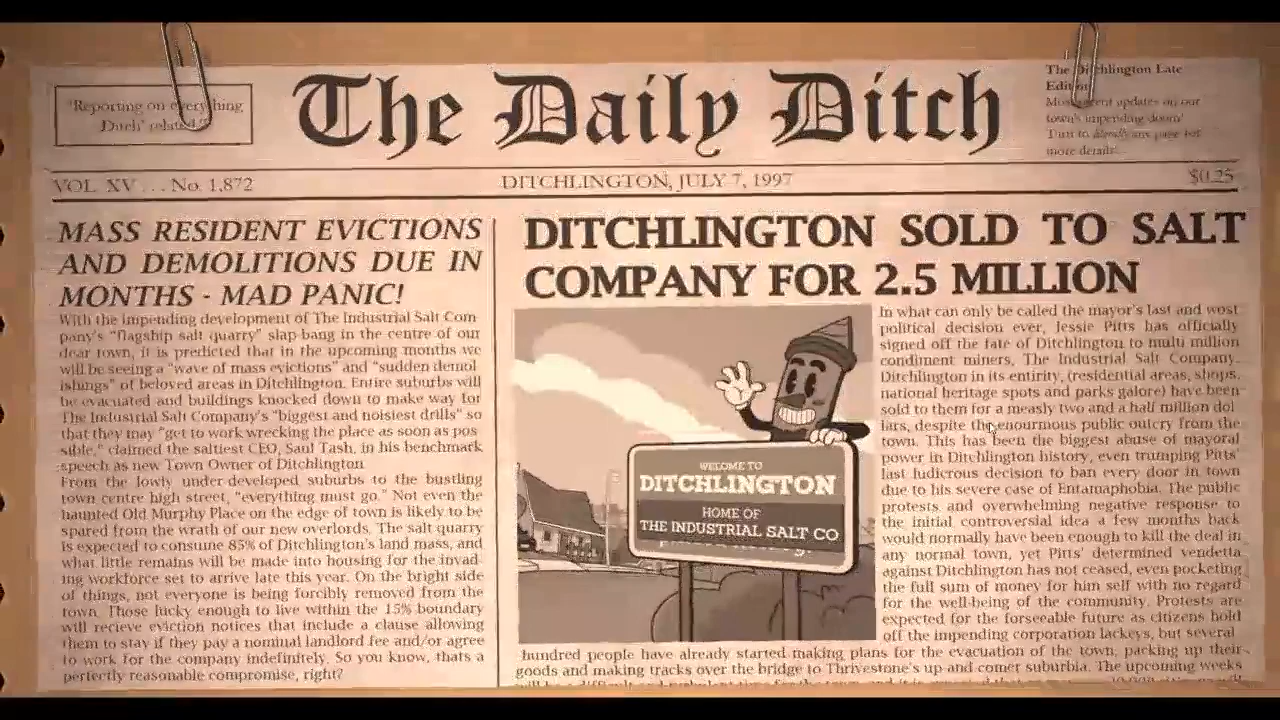 "Reporting on everything
Ditch' related!"
The Daily Ditch
The Ditchlington Late
Edition
Most recent updates on our
town's impending doom!
Turn to literally any page for
more details!
VOL. XV . . . No. 1,872
DITCHLINGTON, JULY 7, 1997
$0.25
MASS RESIDENT EVICTIONS
AND DEMOLITIONS DUE IN
MONTHS - MAD PANIC!
With the impending development of The Industrial Salt Com-
pany's "flagship salt quarry" slap-bang in the centre of our
dear town, it is predicted that in the upcoming months we
will be seeing a "wave of mass evictions" and "sudden demol
ishings" of beloved areas in Ditchlington. Entire suburbs will
be evacuated and buildings knocked down to make way for
The Industrial Salt Company's "biggest and noisiest drills" so
that they may "get to work wrecking the place as soon as pos
sible," claimed the saltiest CEO, Saul Tash, in his benchmark
speech as new Town Owner of Ditchlington
From the lowly under-developed suburbs to the bustling
town centre high street, "everything must go." Not even the
haunted Old Murphy Place on the edge of town is likely to be
spared from the wrath of our new overlords. The salt quarry
is expected to consume 85% of Ditchlington's land mass, and
what little remains will be made into housing for the invad
ing workforce set to arrive late this year. On the bright side
of things, not everyone is being forcibly removed from the
town. Those lucky enough to live within the 15% boundary
will recieve eviction notices that include a clause allowing
them to stay if they pay a nominal landlord fee and/or agree
to work for the company indefinitely. So you know, thats a
perfectly reasonable compromise, right?
DITCHLINGTON SOLD TO SALT
COMPANY FOR 2.5 MILLION
WELOME TO
DITCHLINGTON
HOME OF
THE INDUSTRIAL SALT CO
In what can only be called the mayor's last and wost
political decision ever, Jessie Pitts has officially
signed off the fate of Ditchlington to multi million
condiment miners, The Industrial Salt Company.
Ditchlington in its entirity, (residential areas, shops,
national heritage spots and parks galore) have been
sold to them for a measly two and a half million dol
lars, despite the enourmous public outcry from the
town. This has been the biggest abuse of mayoral
power in Ditchlington history, even trumping Pitts'
last ludicrous decision to ban every door in town
due to his severe case of Entamaphobia. The public
protests and overwhelming negative response to
the initial controversial idea a few months back
would normally have been enough to kill the deal in
any normal town, yet Pitts' determined vendetta
against Ditchlington has not ceased, even pocketing
the full sum of money for him self with no regard
for the well-being of the community. Protests are
expected for the forseeable future as citizens hold
off the impending corporation lackeys, but several
hundred people have already started making plans for the evacuation of the town, packing up their
goods and making tracks over the bridge to Thrivestone's up and comer suburbia. The upcoming weeks